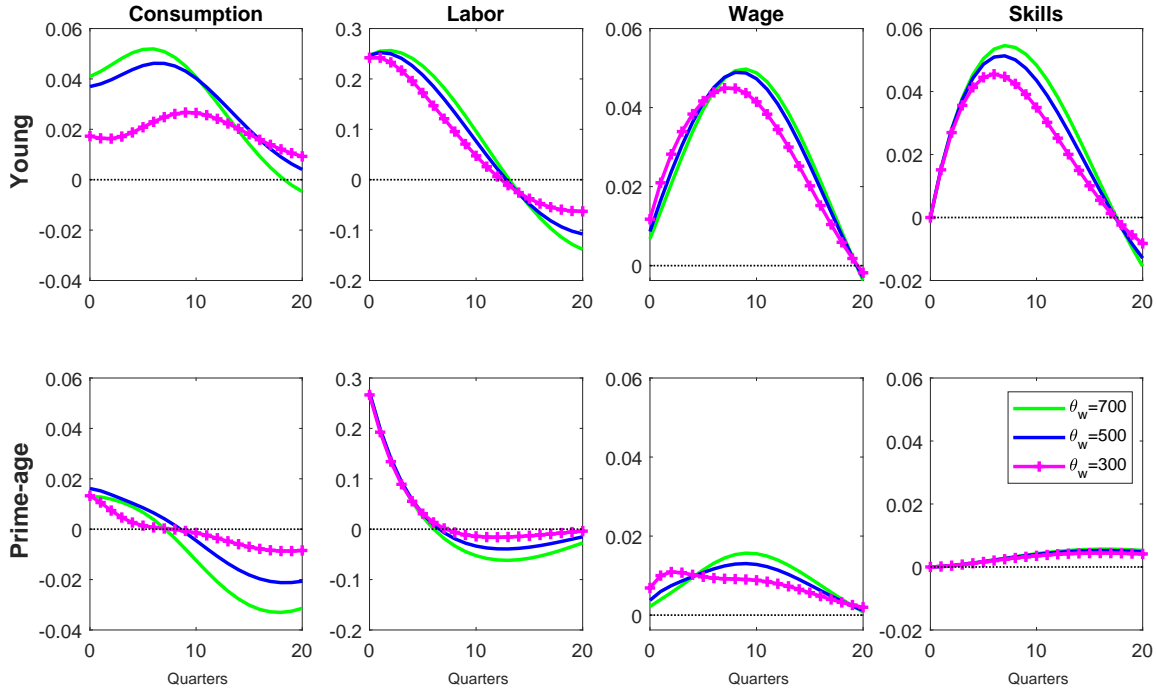 Consumption
Labor
Wage
Skills
Young
0.06
0.04
0.02
0
-0.02
-0.04
0 10 20
0.3
0.2
0.1
0
-0.1
-0.2
0 10 20
0.06
0.04
0.02
0
0 10 20
0.06
0.04
0.02
0
-0.02
0 10 20
Prime-age
0.06
0.04
0.02
0
-0.02
-0.04
0 10 20
Quarters
0.3
0.2
0.1
0
-0.1
-0.2
0 10 20
Quarters
0.06
0.04
0.02
0
0 10 20
Quarters
0.06
0.04
0.02
0
-0.02
0 10 20
Quarters
θw=700
θw=500
θw=300